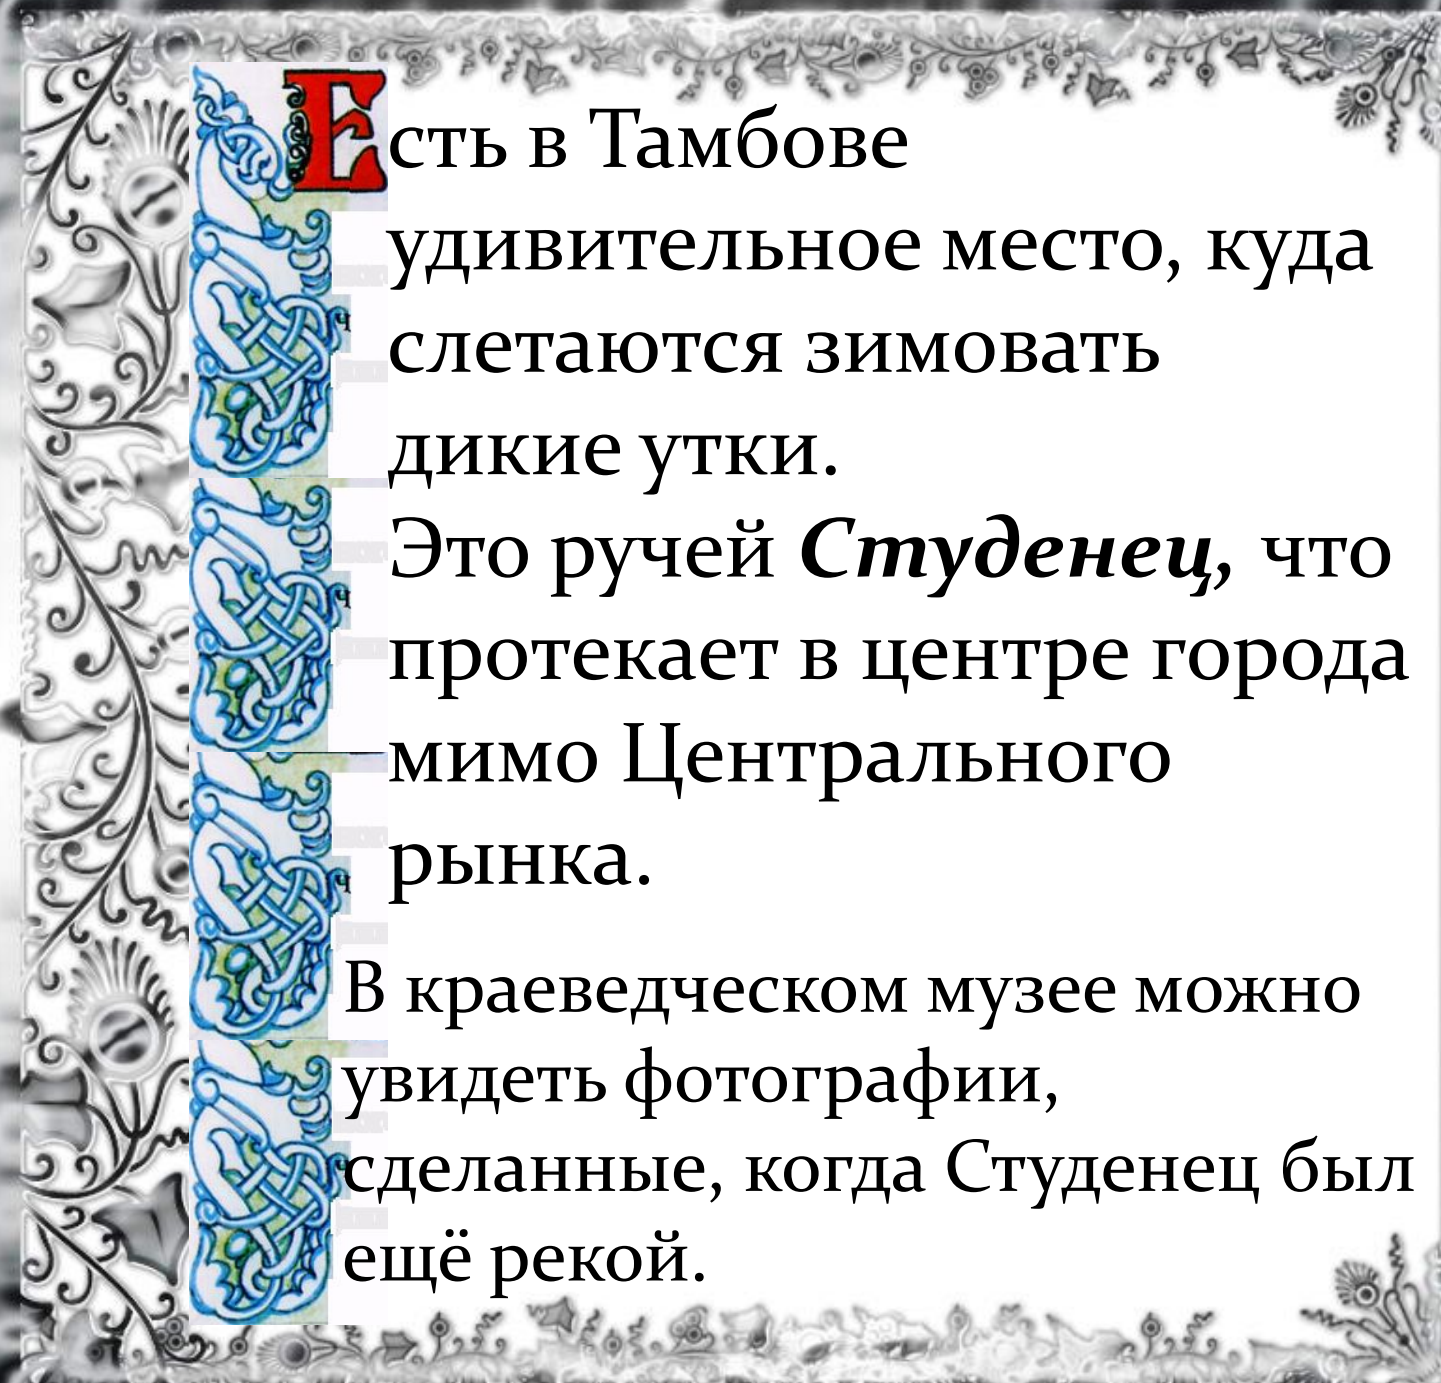 Есть в Тамбове
удивительное место, куда
слетаются зимовать
дикие утки.
Это ручей Студенец, что
протекает в центре города
мимо Центрального
рынка.
В краеведческом музее можно
увидеть фотографии,
сделанные, когда Студенец был
ещё рекой.